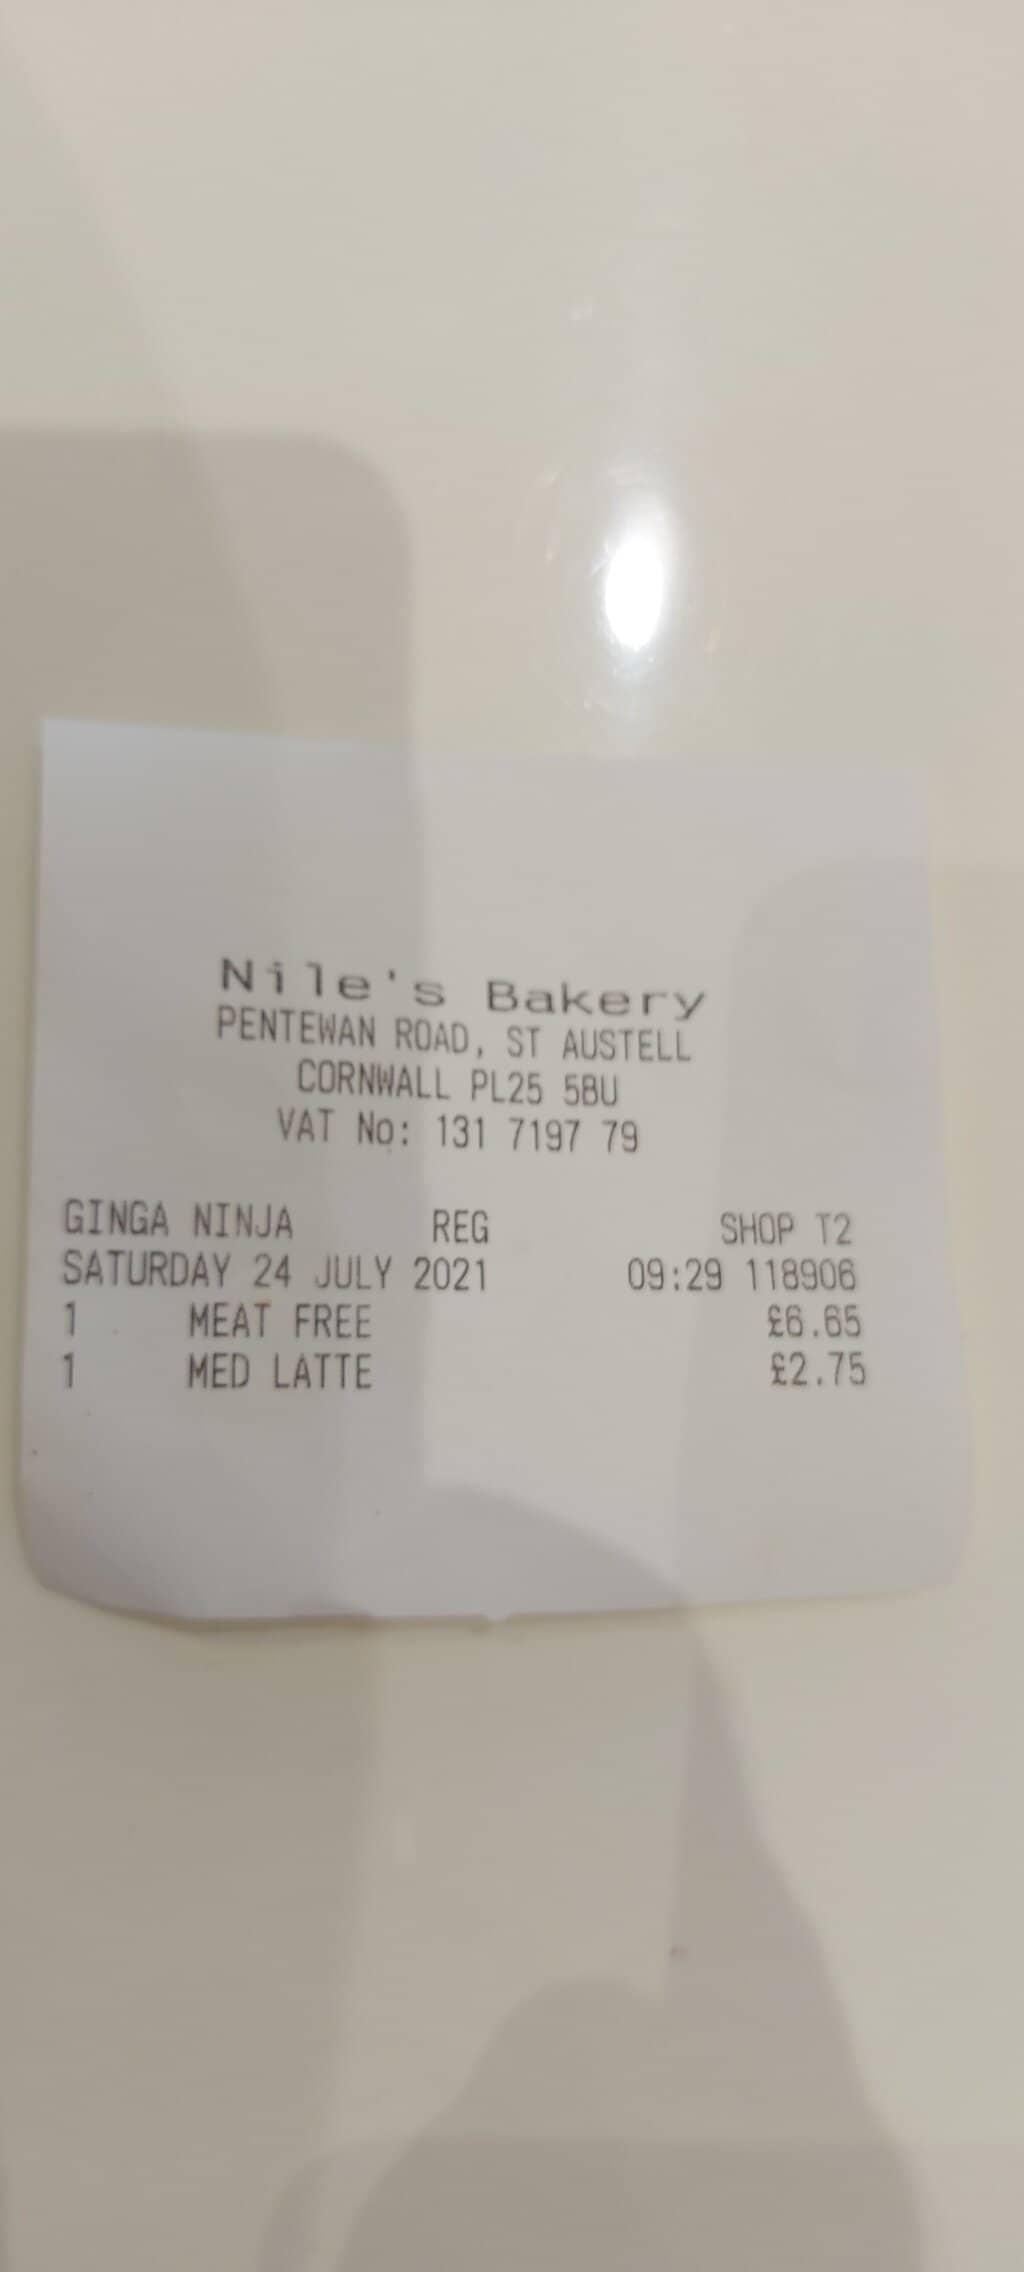 Nile's Bakery
PENTEWAN ROAD, ST AUSTELL
CORNWALL PL25 5BU
VAT No: 131 7197 79
GINGA NINJA REG SHOP T2
SATURDAY 24 JULY 2021 09:29 118906
1 MEAT FREE £6.65
1 MED LATTE £2.75